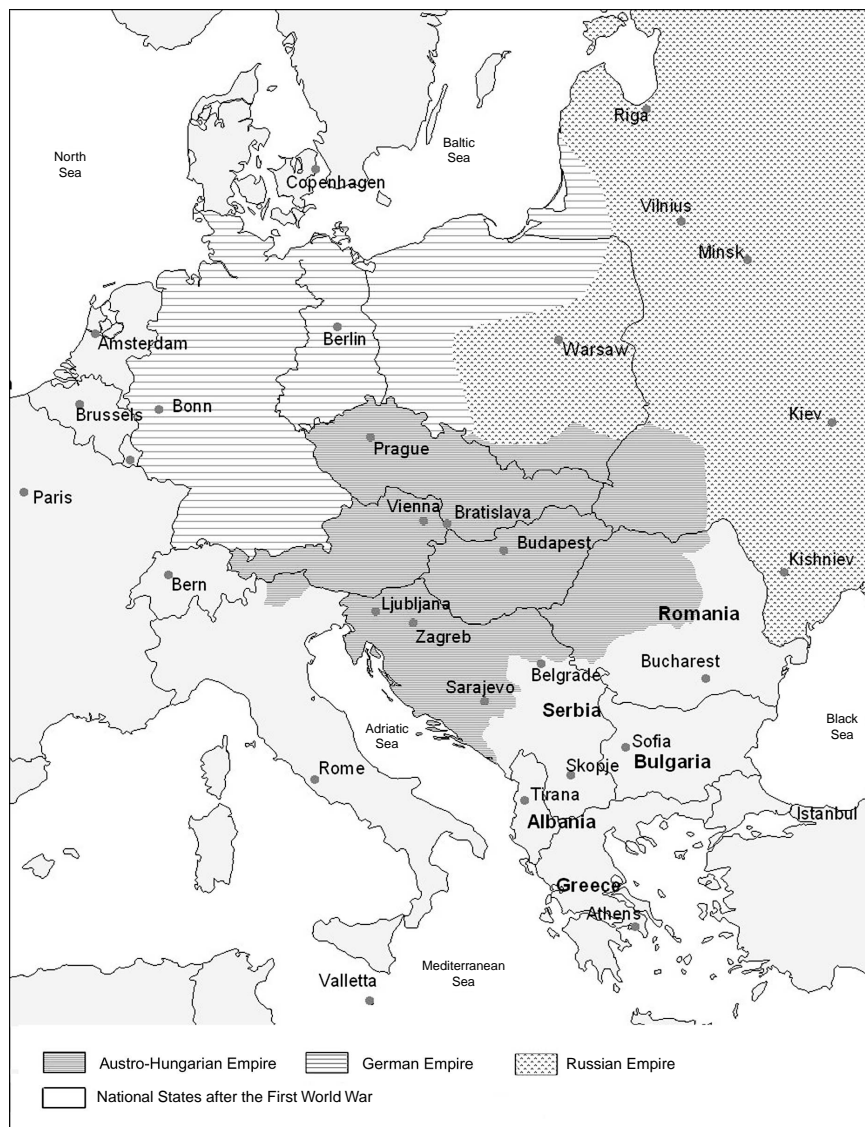 Riga
North
Sea
Baltic
Sea
Copenhagen
Vilnius
Minsk
Amsterdam
Berlin
Warsaw
Brussels
Bonn
Kiev
Prague
Paris
Vienna
Bratislava
Budapest
Kishniev
Bern
Ljubljana
Romania
Zagreb
Bucharest
Belgrade
Sarajevo
Serbia
Adriatic
Sea
Black
Sea
Sofia
Bulgaria
Skopje
Rome
Tirana
Istanbul
Albania
Greece
Athens
Mediterranean
Sea
Valletta
Austro-Hungarian Empire German Empire Russian Empire
National States after the First World War